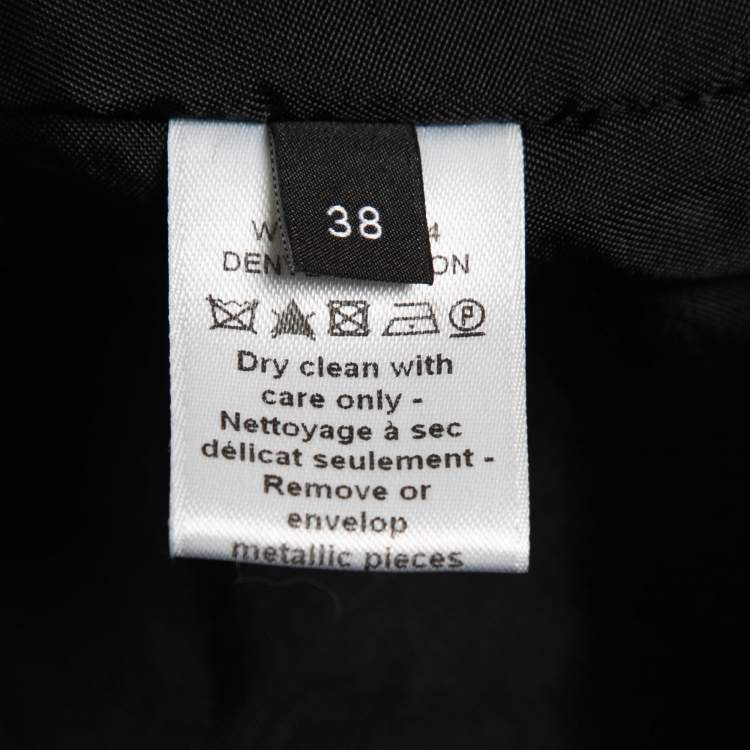 38
Dry clean with
care only -
Nettoyage à sec
délicat seulement -
Remove or
envelop
metallic pieces